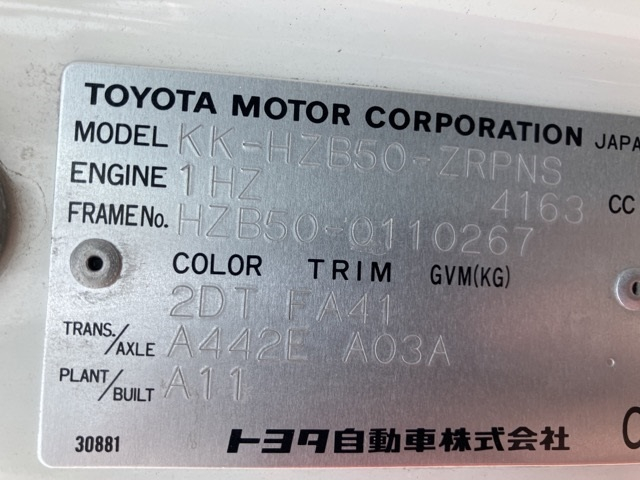 TOYOTA MOTOR CORPORATION JAPA
MODEL KK-HZB50-ZRPNS
ENGINE 1HZ 4163 CC
FRAME No. HZB50-0110267
COLOR TRIM GVM(KG)
2DT FA41
TRANS./AXLE A442E A03A
PLANT/BUILT A11
30881 トヨタ自動車株式会社